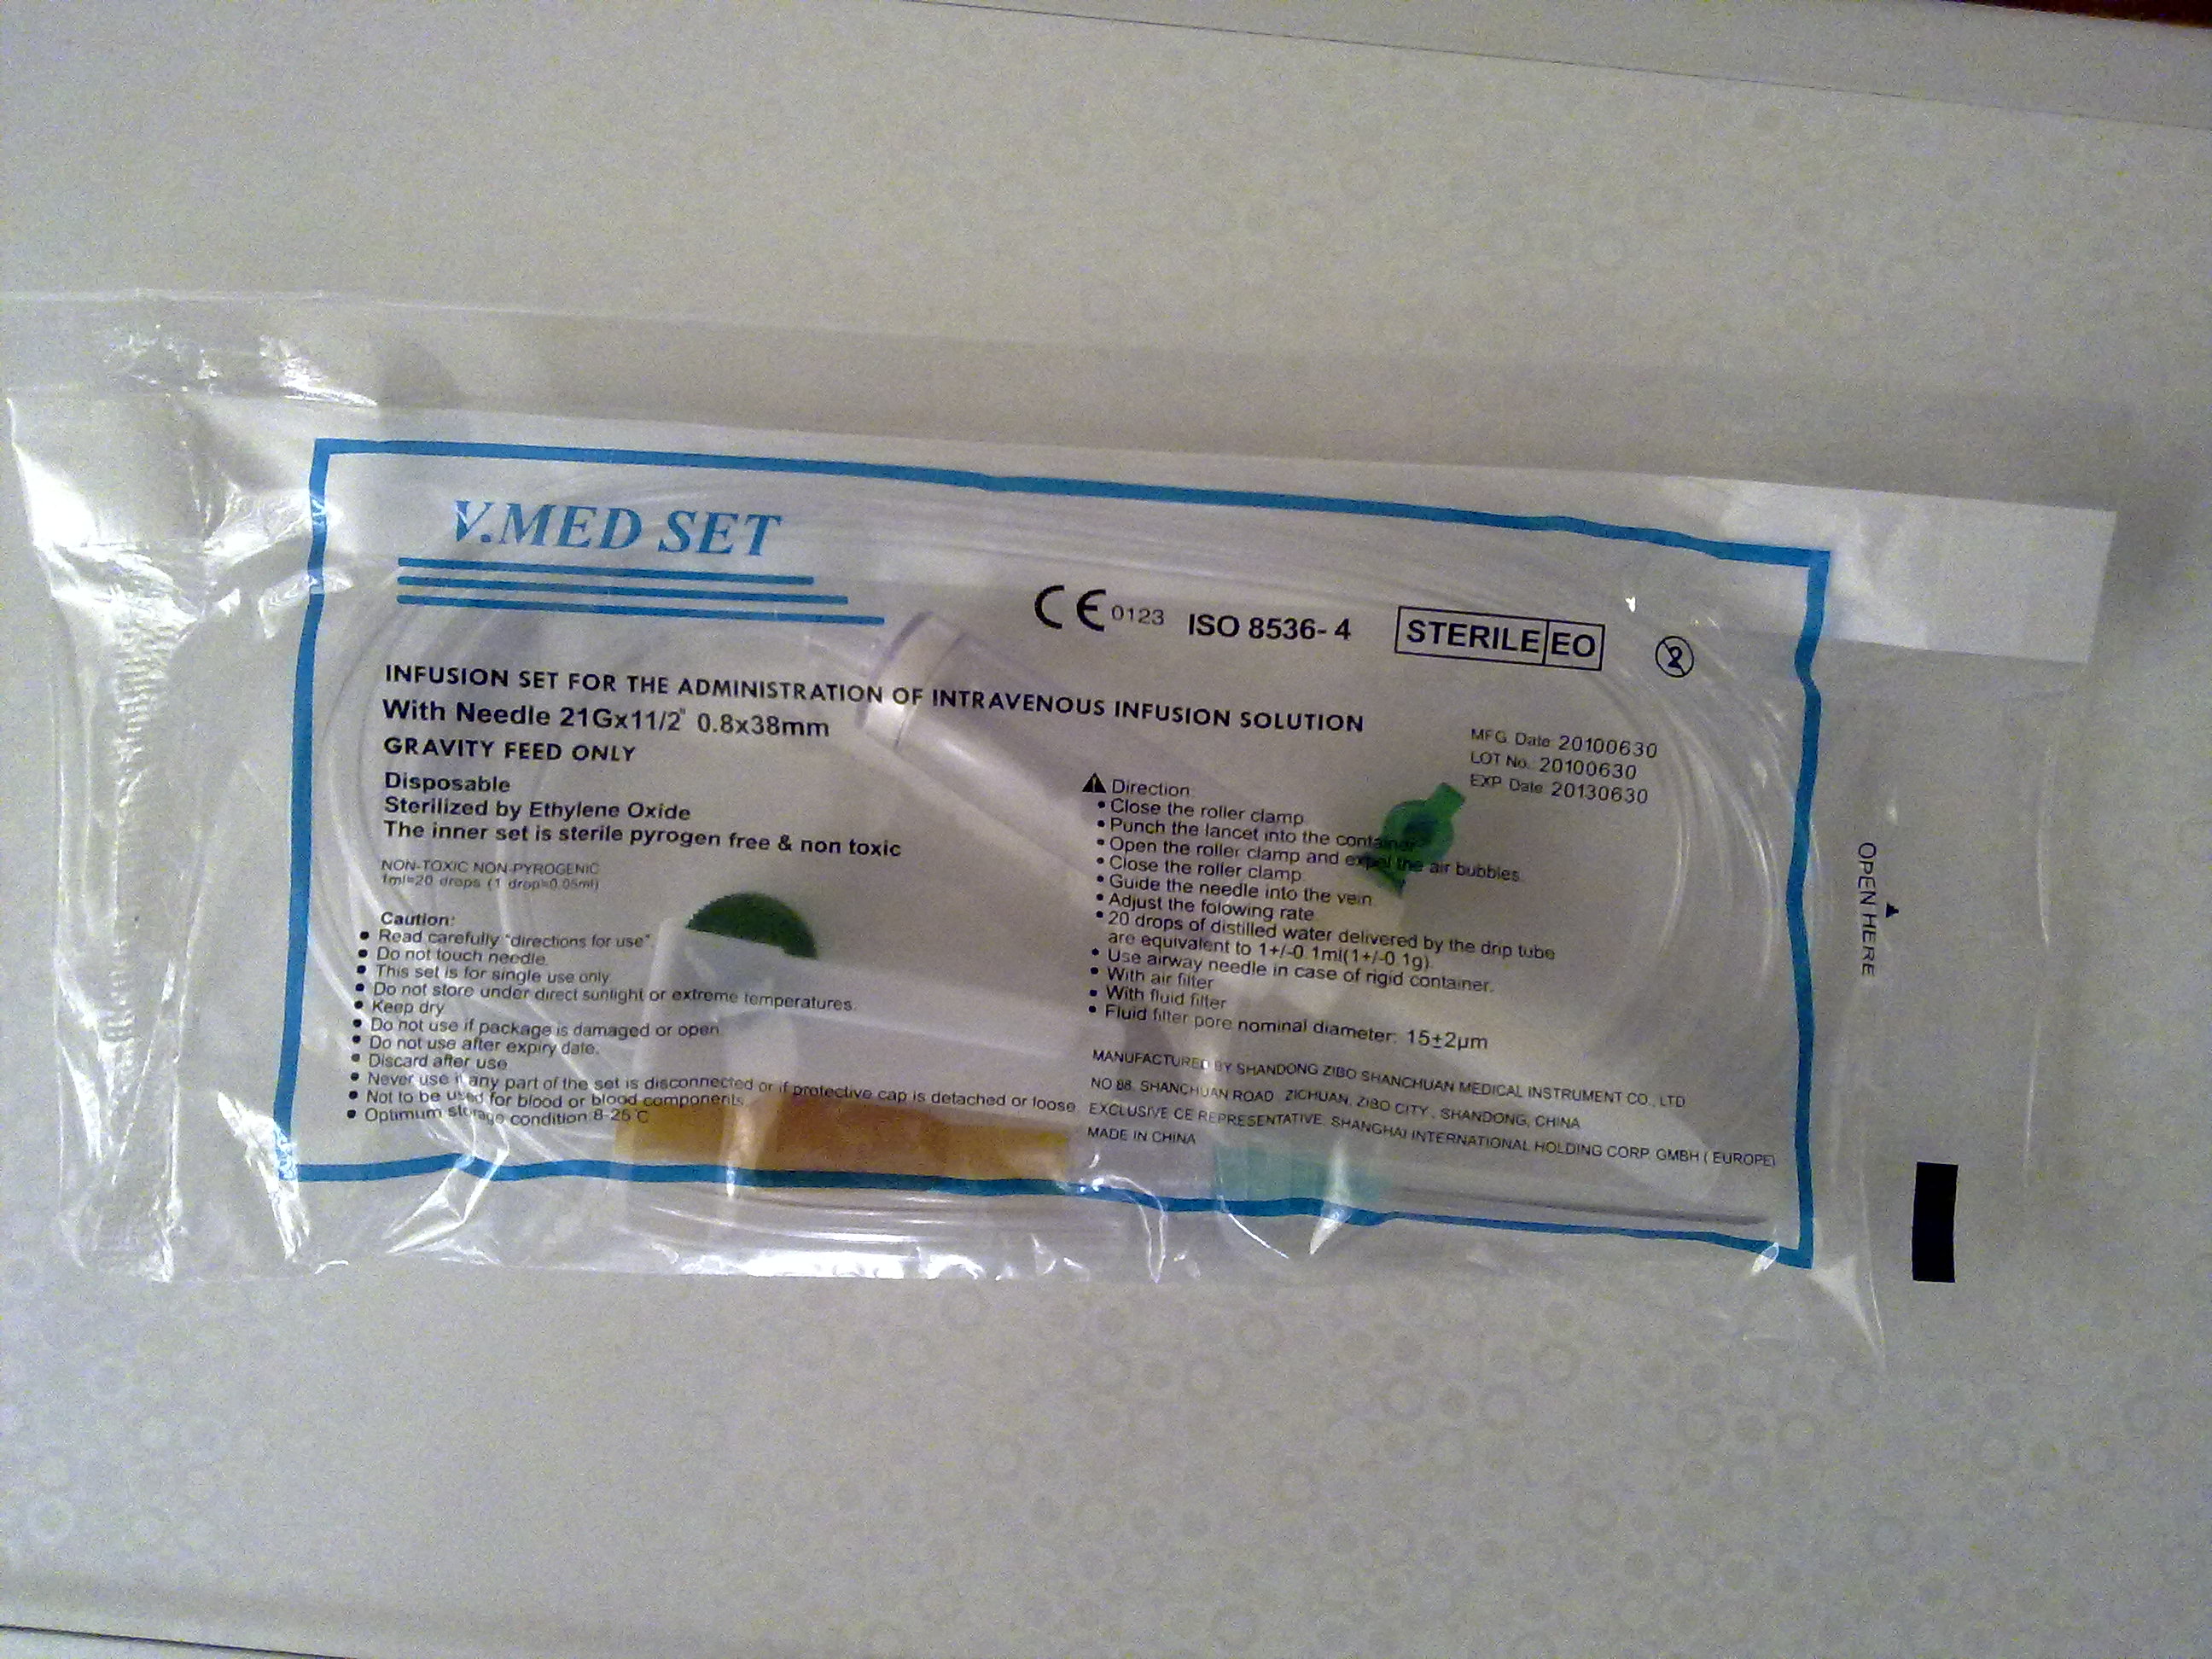 V.MED SET
CE 0123 ISO 8536-4 STERILE EO 2
INFUSION SET FOR THE ADMINISTRATION OF INTRAVENOUS INFUSION SOLUTION
With Needle 21Gx11/2" 0.8x38mm
GRAVITY FEED ONLY
Disposable
Sterilized by Ethylene Oxide
The inner set is sterile pyrogen free & non toxic
NON-TOXIC NON-PYROGENIC
1ml=20 drops (1 drop=0.05ml)
Caution:
• Read carefully "directions for use".
• Do not touch needle.
• This set is for single use only
• Do not store under direct sunlight or extreme temperatures.
• Keep dry
• Do not use if package is damaged or open.
• Do not use after expiry date.
• Discard after use
• Never use if any part of the set is disconnected or if protective cap is detached or loose.
• Not to be used for blood or blood components.
• Optimum storage condition 8-25°C
MFG Date 20100630
LOT No. 20100630
EXP Date 20130630
Direction:
• Close the roller clamp
• Punch the lancet into the container
• Open the roller clamp and expel the air bubbles.
• Close the roller clamp.
• Guide the needle into the vein
• Adjust the folowing rate
• 20 drops of distilled water delivered by the drip tube
are equivalent to 1+/-0.1ml(1+/-0.1g).
• Use airway needle in case of rigid container.
• With air filter
• With fluid filter
• Fluid filter pore nominal diameter: 15±2μm
MANUFACTURED BY SHANDONG ZIBO SHANCHUAN MEDICAL INSTRUMENT CO., LTD
NO 88, SHANCHUAN ROAD, ZICHUAN, ZIBO CITY, SHANDONG, CHINA
EXCLUSIVE CE REPRESENTATIVE: SHANGHAI INTERNATIONAL HOLDING CORP. GMBH ( EUROPE)
MADE IN CHINA
OPEN HERE